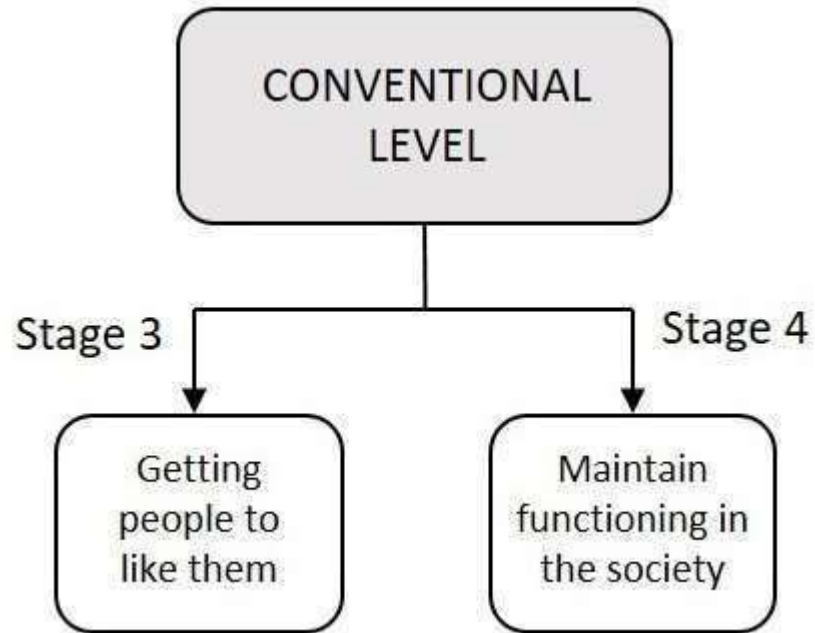 CONVENTIONAL
LEVEL
Stage 3
Stage 4
Getting
people to
like them
Maintain
functioning in
the society